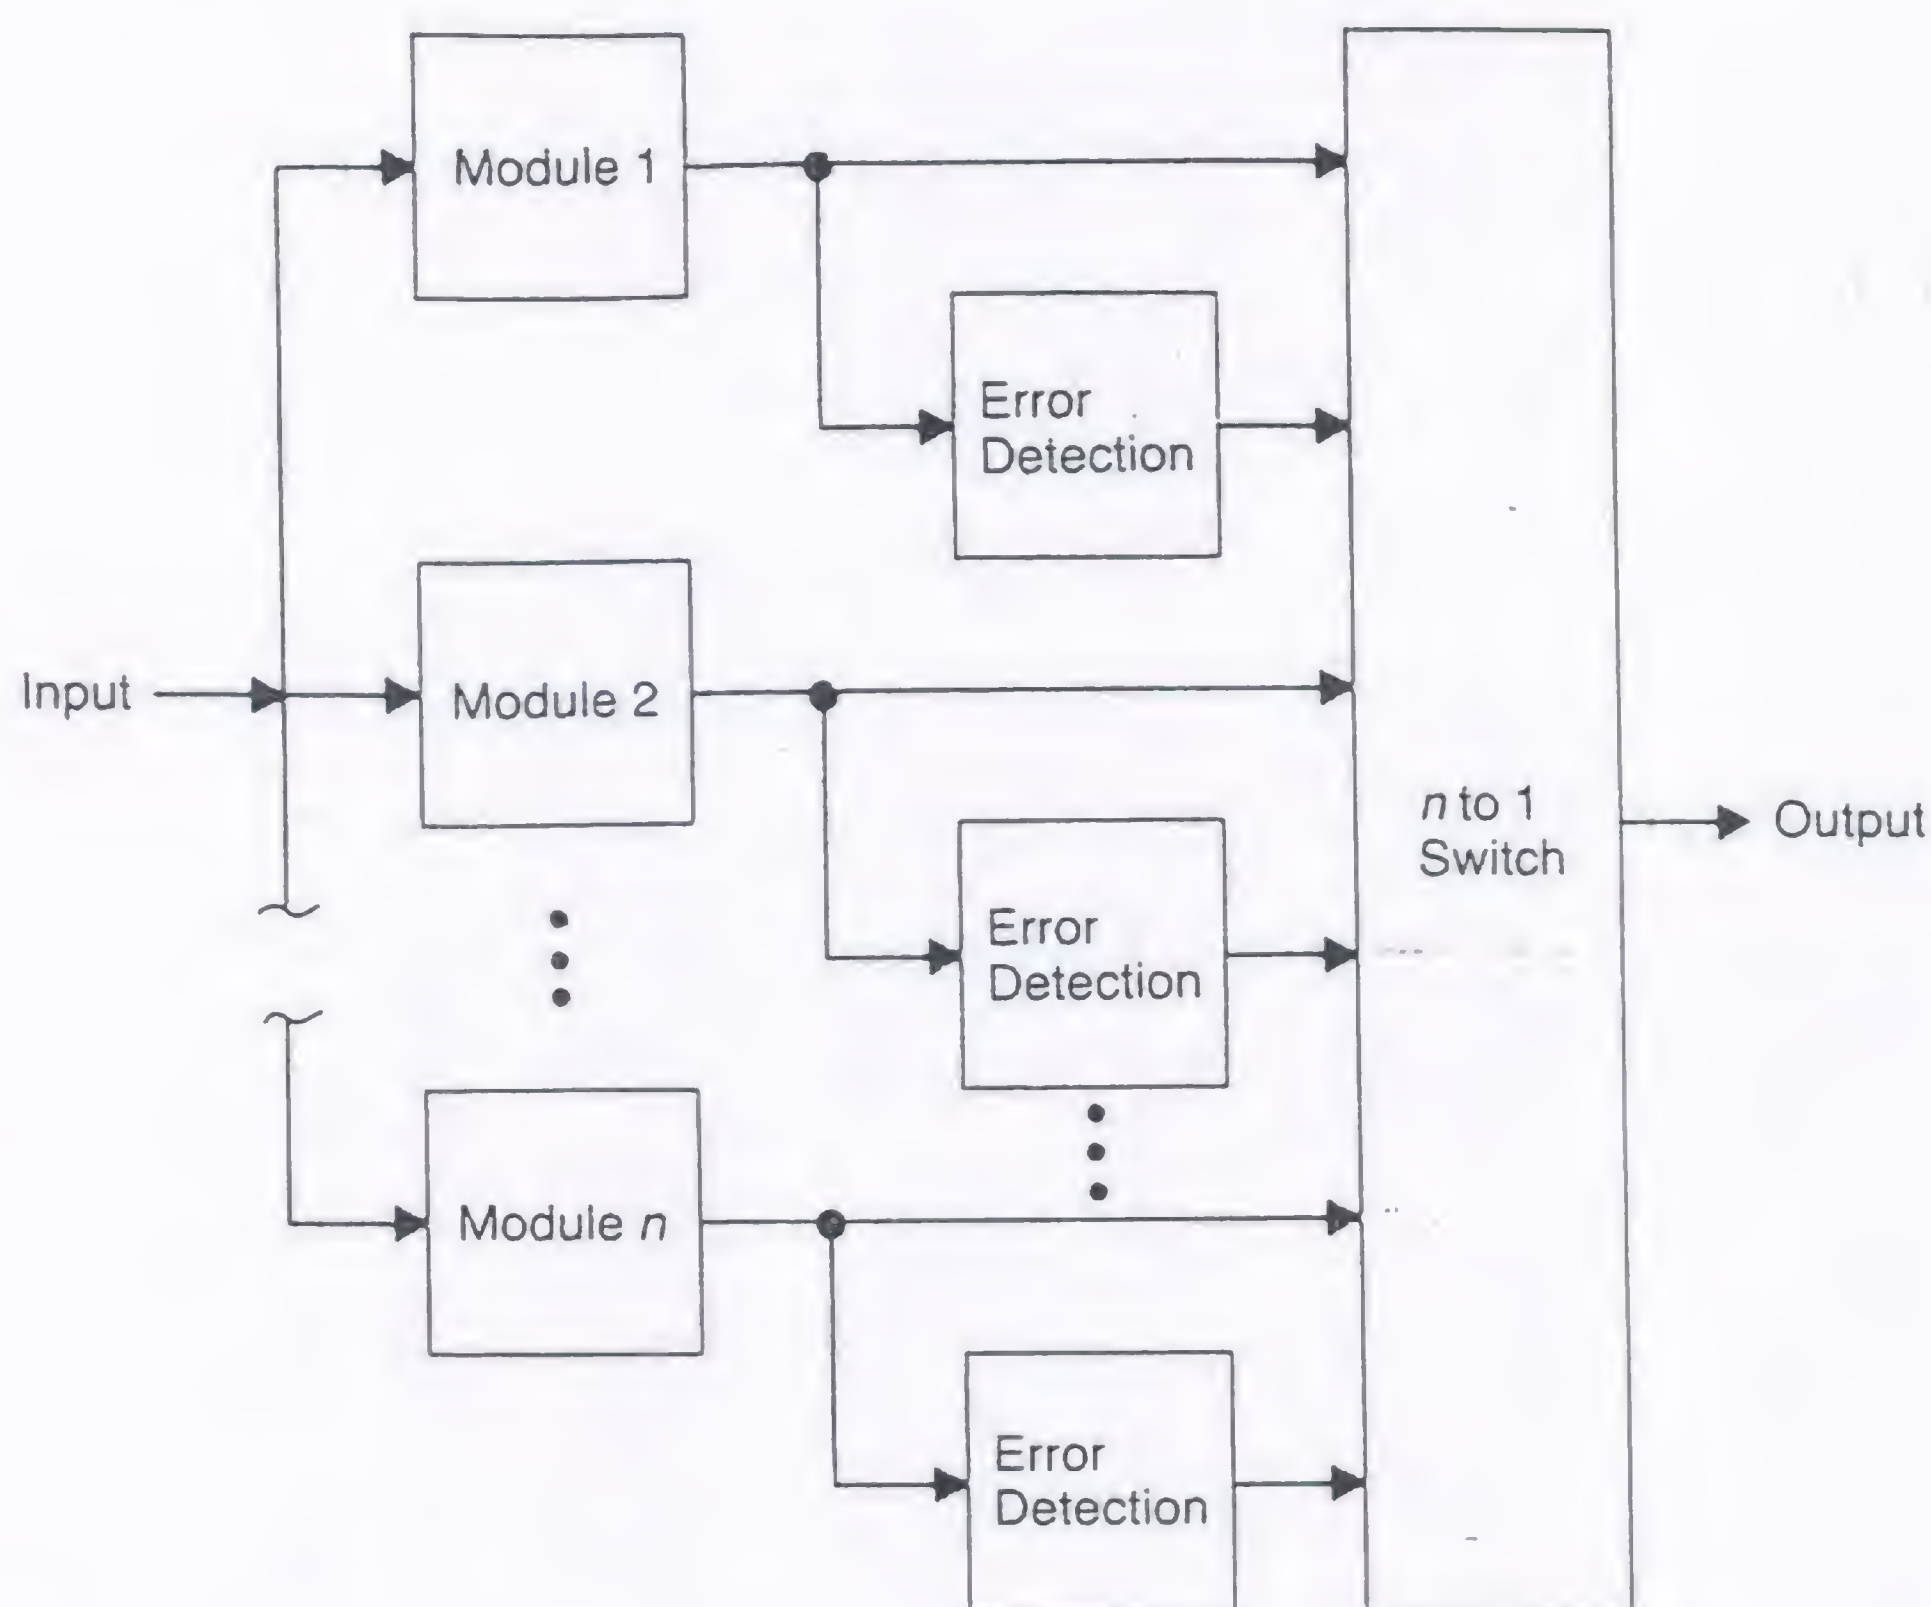 Module 1
Error
Detection
Input
Module 2
n to 1
Switch
Output
Error
Detection
Module n
Error
Detection